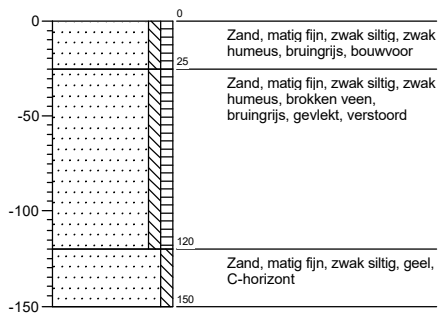 0
0
Zand, matig fijn, zwak siltig, zwak
humeus, bruingrijs, bouwvoor
25
Zand, matig fijn, zwak siltig, zwak
humeus, brokken veen,
bruingrijs, gevlekt, verstoord
-50
-100
120
Zand, matig fijn, zwak siltig, geel,
C-horizont
-150
150